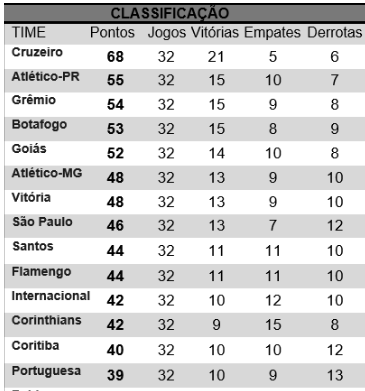 CLASSIFICAÇÃO
TIME Pontos Jogos Vitórias Empates Derrotas
Cruzeiro 68 32 21 5 6
Atlético-PR 55 32 15 10 7
Grêmio 54 32 15 9 8
Botafogo 53 32 15 8 9
Goiás 52 32 14 10 8
Atlético-MG 48 32 13 9 10
Vitória 48 32 13 9 10
São Paulo 46 32 13 7 12
Santos 44 32 11 11 10
Flamengo 44 32 11 11 10
Internacional 42 32 10 12 10
Corinthians 42 32 9 15 8
Coritiba 40 32 10 10 12
Portuguesa 39 32 10 9 13